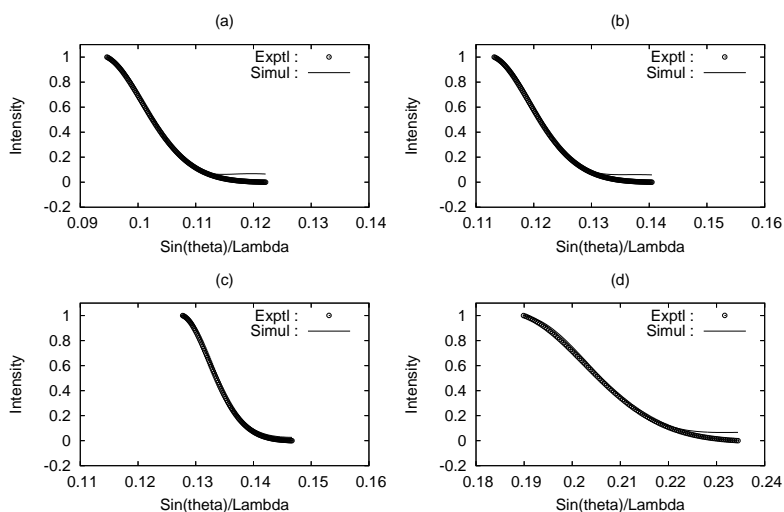 (a)
Exptl :
Simul :
Intensity
1
0.8
0.6
0.4
0.2
0
-0.2
0.09 0.1 0.11 0.12 0.13 0.14
Sin(theta)/Lambda
(b)
Exptl :
Simul :
Intensity
1
0.8
0.6
0.4
0.2
0
-0.2
0.11 0.12 0.13 0.14 0.15 0.16
Sin(theta)/Lambda
(c)
Exptl :
Simul :
Intensity
1
0.8
0.6
0.4
0.2
0
-0.2
0.11 0.12 0.13 0.14 0.15 0.16
Sin(theta)/Lambda
(d)
Exptl :
Simul :
Intensity
1
0.8
0.6
0.4
0.2
0
-0.2
0.18 0.19 0.2 0.21 0.22 0.23 0.24
Sin(theta)/Lambda